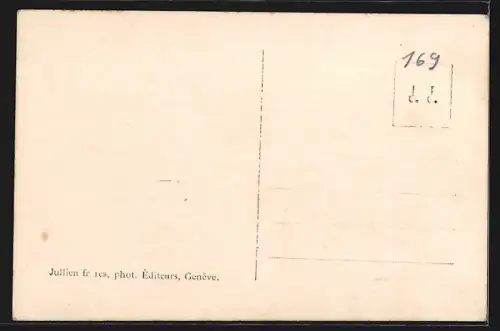 169
J. J.
Jullien fr res, phot. Éditeurs, Genève.